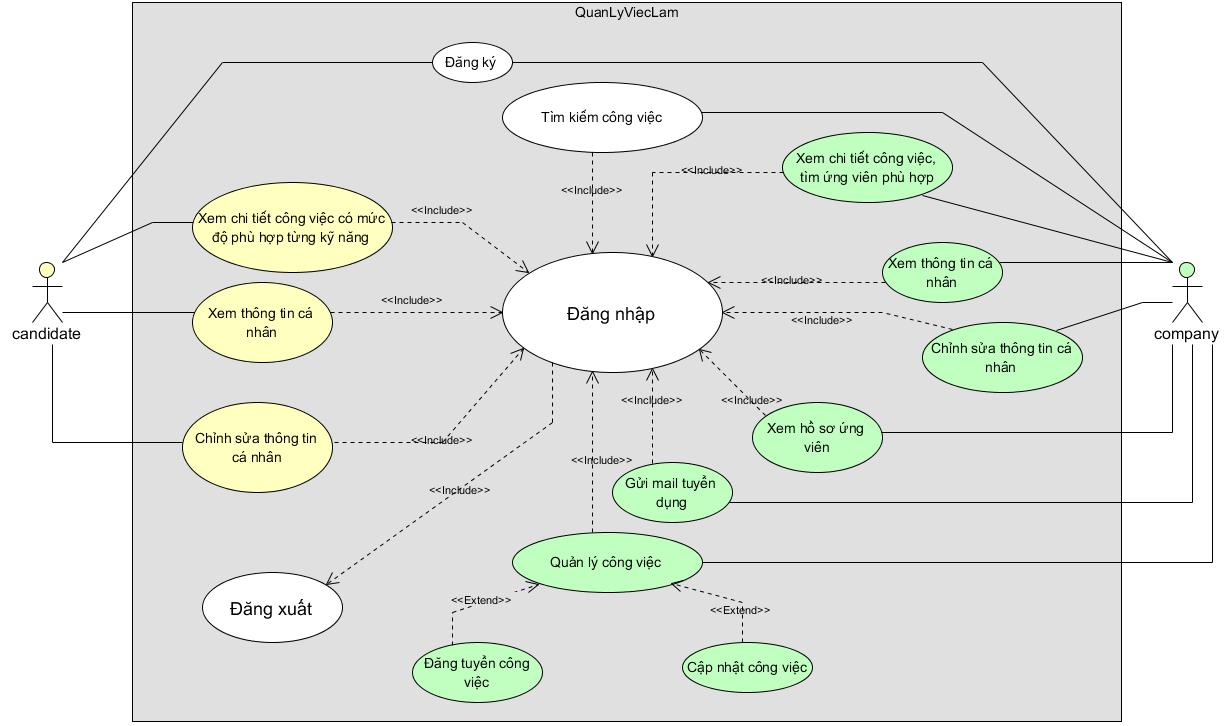 QuanLyViecLam
Đăng ký
Tìm kiếm công việc
Xem chi tiết công việc,
tìm ứng viên phù hợp
<<Include>>
<<Include>>
Xem chi tiết công việc có mức
độ phù hợp từng kỹ năng
<<Include>>
Xem thông tin cá
nhân
<<Include>>
candidate
Xem thông tin cá
nhân
<<Include>>
Đăng nhập
<<Include>>
company
Chỉnh sửa thông tin cá
nhân
<<Include>>
<<Include>>
Chỉnh sửa thông tin
cá nhân
<<Include>>
Xem hồ sơ ứng
viên
<<Include>>
<<Include>>
Gửi mail tuyển
dụng
Quản lý công việc
Đăng xuất
<<Extend>>
<<Extend>>
Đăng tuyển công
việc
Cập nhật công việc